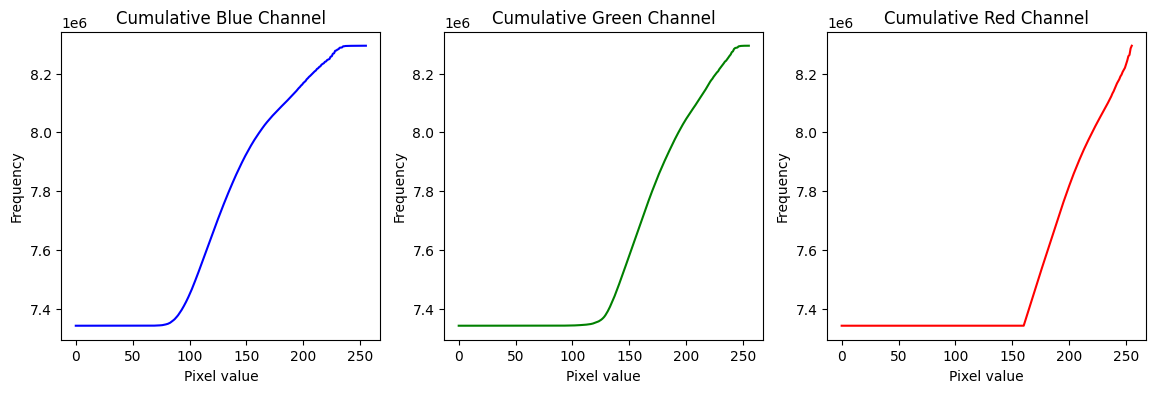 Cumulative Blue Channel
1e6
8.2
8.0
7.8
7.6
7.4
Frequency
0 50 100 150 200 250
Pixel value
Cumulative Green Channel
1e6
8.2
8.0
7.8
7.6
7.4
Frequency
0 50 100 150 200 250
Pixel value
Cumulative Red Channel
1e6
8.2
8.0
7.8
7.6
7.4
Frequency
0 50 100 150 200 250
Pixel value